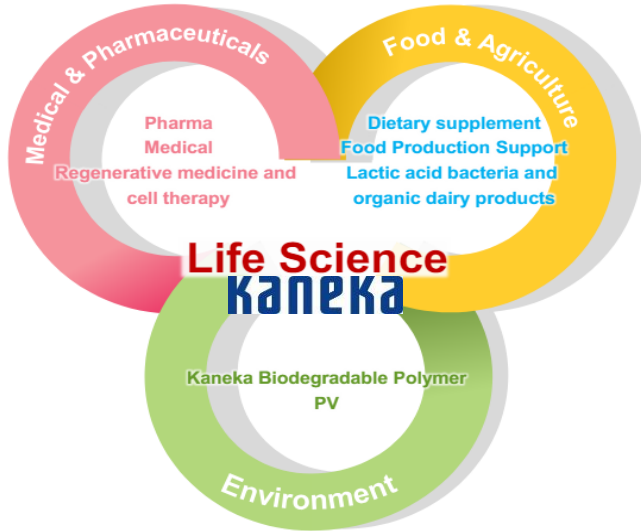 Medical & Pharmaceuticals
Pharma
Medical
Regenerative medicine and
cell therapy
Food & Agriculture
Dietary supplement
Food Production Support
Lactic acid bacteria and
organic dairy products
Life Science
kaneka
Kaneka Biodegradable Polymer
PV
Environment